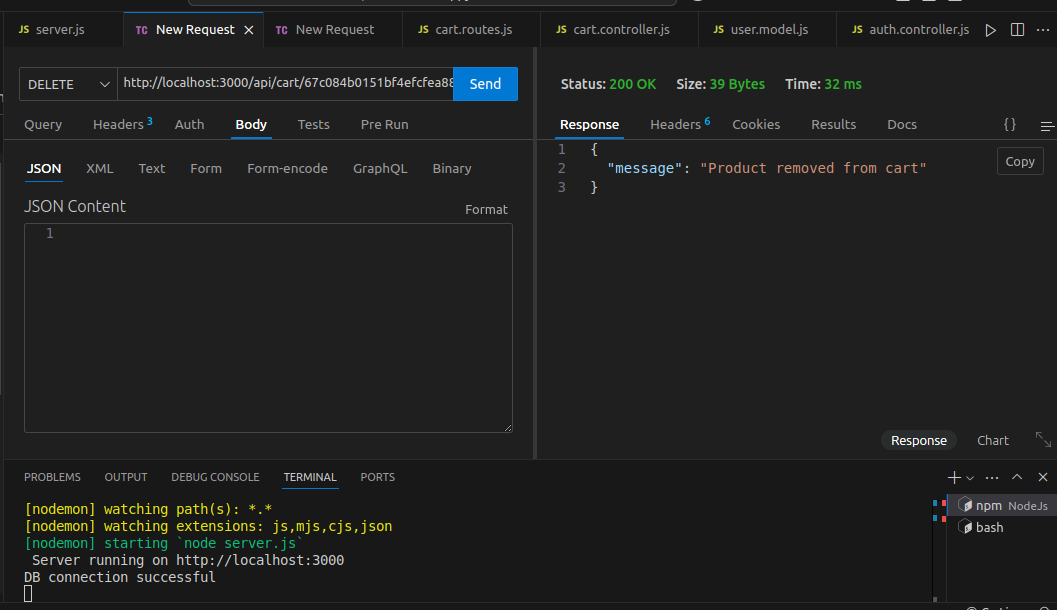 JS server.js TC New Request × TC New Request JS cart.routes.js JS cart.controller.js JS user.model.js JS auth.controller.js
DELETE http://localhost:3000/api/cart/67c084b0151bf4efcfea88 Send
Status: 200 OK Size: 39 Bytes Time: 32 ms
Query Headers 3 Auth Body Tests Pre Run
Response Headers 6 Cookies Results Docs {}
JSON XML Text Form Form-encode GraphQL Binary
JSON Content
Format
1
1 {
2 "message": "Product removed from cart"
3 }
Copy
Response Chart
PROBLEMS OUTPUT DEBUG CONSOLE TERMINAL PORTS
[nodemon] watching path(s): *.*
[nodemon] watching extensions: js,mjs,cjs,json
[nodemon] starting `node server.js`
Server running on http://localhost:3000
DB connection successful
npm NodeJs
bash